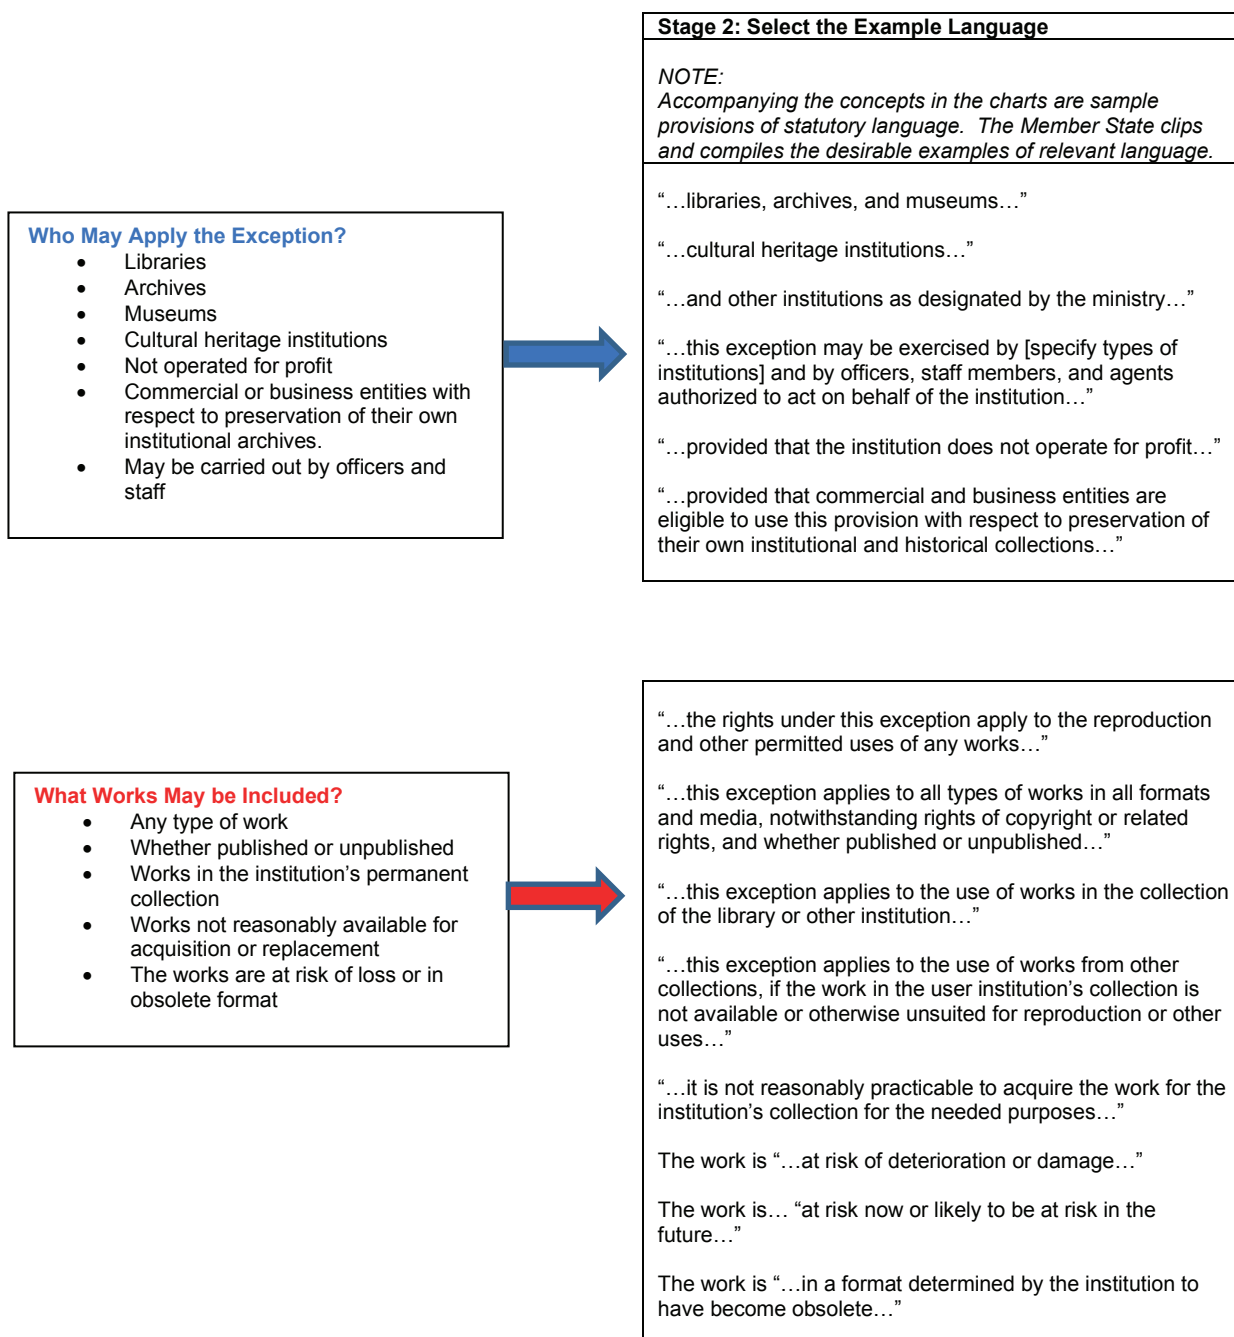 Stage 2: Select the Example Language
NOTE:
Accompanying the concepts in the charts are sample
provisions of statutory language.  The Member State clips
and compiles the desirable examples of relevant language.
Who May Apply the Exception?
• Libraries
• Archives
• Museums
• Cultural heritage institutions
• Not operated for profit
• Commercial or business entities with
respect to preservation of their own
institutional archives.
• May be carried out by officers and
staff
“…libraries, archives, and museums…”
“…cultural heritage institutions…”
“…and other institutions as designated by the ministry…”
“…this exception may be exercised by [specify types of
institutions] and by officers, staff members, and agents
authorized to act on behalf of the institution…”
“…provided that the institution does not operate for profit…”
“…provided that commercial and business entities are
eligible to use this provision with respect to preservation of
their own institutional and historical collections…”
What Works May be Included?
• Any type of work
• Whether published or unpublished
• Works in the institution’s permanent
collection
• Works not reasonably available for
acquisition or replacement
• The works are at risk of loss or in
obsolete format
“…the rights under this exception apply to the reproduction
and other permitted uses of any works…”
“…this exception applies to all types of works in all formats
and media, notwithstanding rights of copyright or related
rights, and whether published or unpublished…”
“…this exception applies to the use of works in the collection
of the library or other institution…”
“…this exception applies to the use of works from other
collections, if the work in the user institution’s collection is
not available or otherwise unsuited for reproduction or other
uses…”
“…it is not reasonably practicable to acquire the work for the
institution’s collection for the needed purposes…”
The work is “…at risk of deterioration or damage…”
The work is… “at risk now or likely to be at risk in the
future…”
The work is “…in a format determined by the institution to
have become obsolete…”